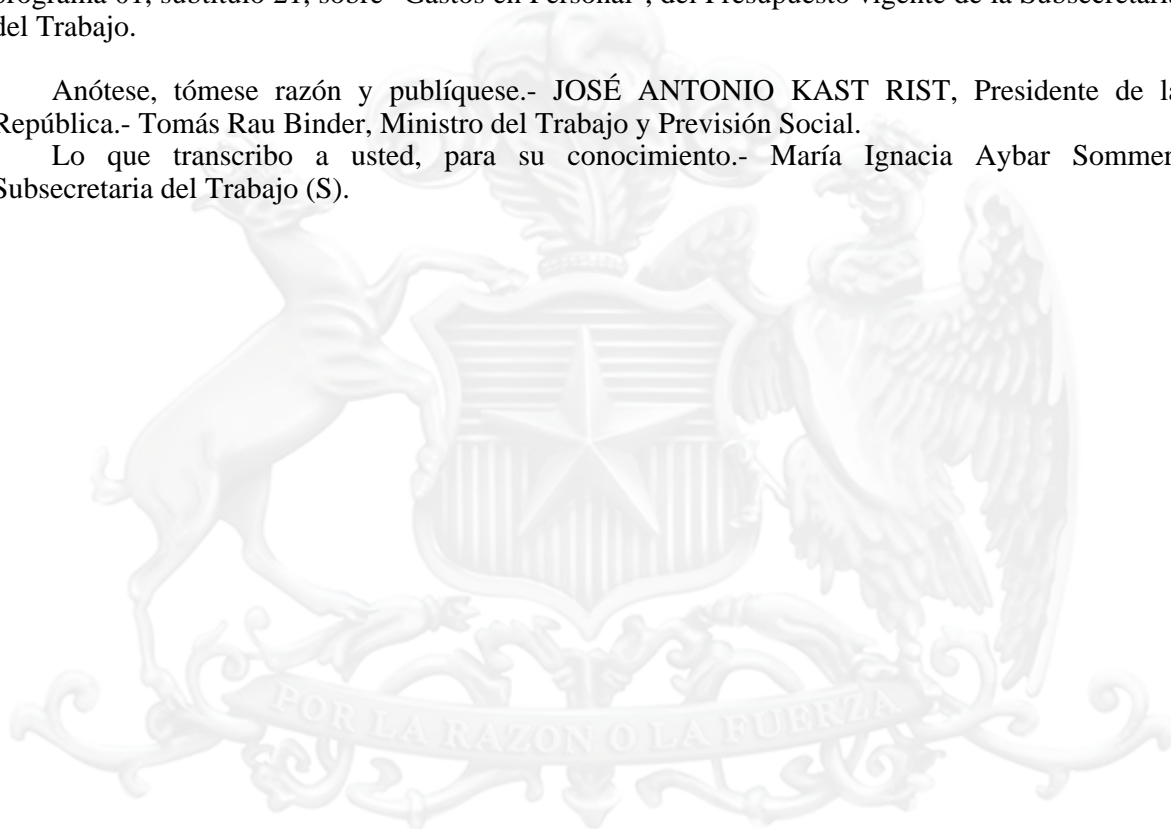 programa 01, subtítulo 21, sobre "Gastos en Personal", del Presupuesto vigente de la Subsecretaría
del Trabajo.
Anótese, tómese razón y publíquese.- JOSÉ ANTONIO KAST RIST, Presidente de la
República.- Tomás Rau Binder, Ministro del Trabajo y Previsión Social.
Lo que transcribo a usted, para su conocimiento.- María Ignacia Aybar Sommer,
Subsecretaria del Trabajo (S).
POR LA RAZON O LA FUERZA